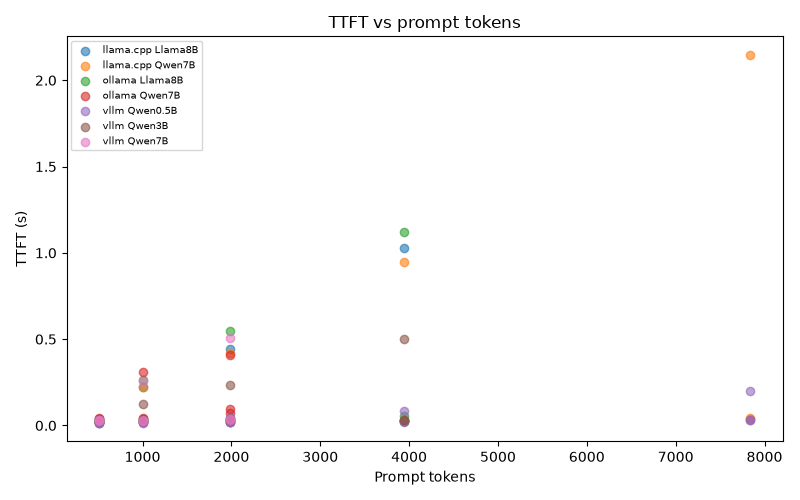 TTFT vs prompt tokens
llama.cpp Llama8B
llama.cpp Qwen7B
ollama Llama8B
ollama Qwen7B
vllm Qwen0.5B
vllm Qwen3B
vllm Qwen7B
TTFT (s)
2.0
1.5
1.0
0.5
0.0
1000 2000 3000 4000 5000 6000 7000 8000
Prompt tokens